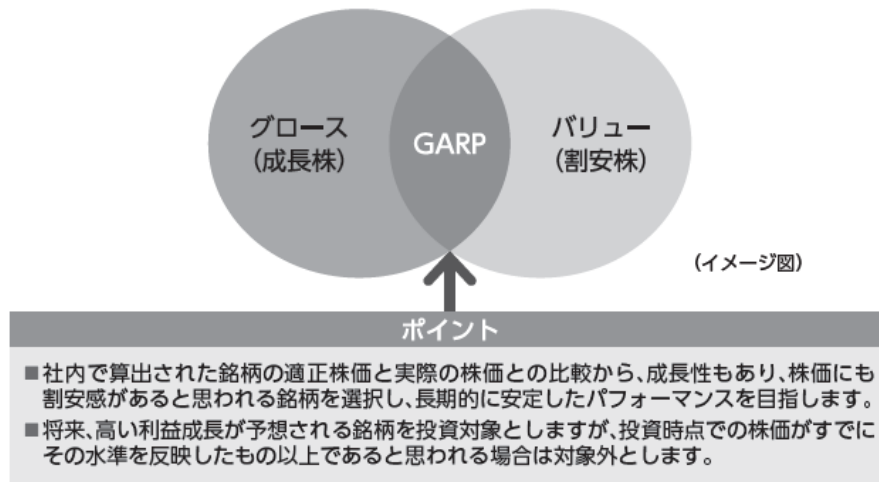 グロース
(成長株)
GARP
バリュー
(割安株)
(イメージ図)
ポイント
■社内で算出された銘柄の適正株価と実際の株価との比較から、成長性もあり、株価にも
割安感があると思われる銘柄を選択し、長期的に安定したパフォーマンスを目指します。
■将来、高い利益成長が予想される銘柄を投資対象としますが、投資時点での株価がすでに
その水準を反映したもの以上であると思われる場合は対象外とします。